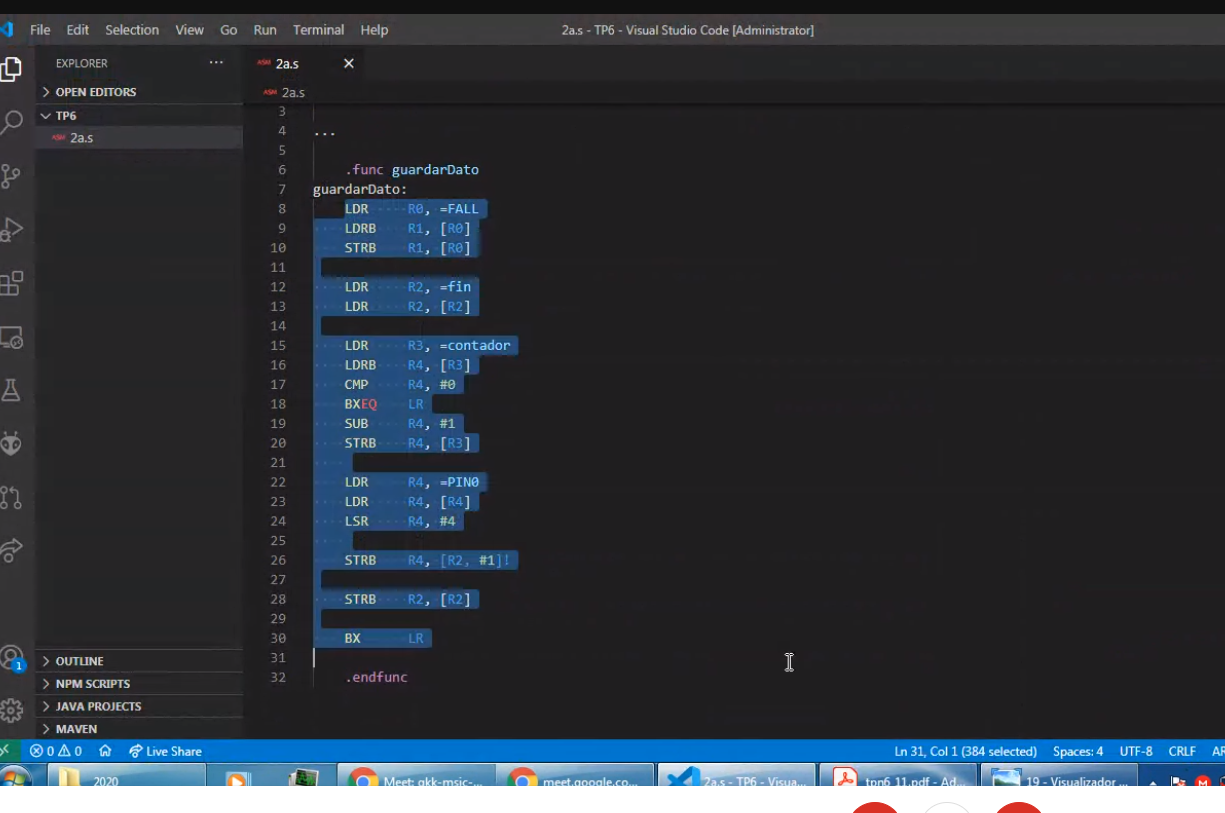 File Edit Selection View Go Run Terminal Help 2a.s - TP6 - Visual Studio Code [Administrator]
EXPLORER ...
OPEN EDITORS
TP6
ASM 2a.s
OUTLINE
NPM SCRIPTS
JAVA PROJECTS
MAVEN
ASM 2a.s
ASM 2a.s
3
4 ...
5
6 .func guardarDato
7 guardarDato:
8 LDR R0, =FALL
9 LDRB R1, [R0]
10 STRB R1, [R0]
11
12 LDR R2, =fin
13 LDR R2, [R2]
14
15 LDR R3, =contador
16 LDRB R4, [R3]
17 CMP R4, #0
18 BXEQ LR
19 SUB R4, #1
20 STRB R4, [R3]
21
22 LDR R4, =PIN0
23 LDR R4, [R4]
24 LSR R4, #4
25
26 STRB R4, [R2, #1]!
27
28 STRB R2, [R2]
29
30 BX LR
31
32 .endfunc
1
0 0 Live Share Ln 31, Col 1 (384 selected) Spaces: 4 UTF-8 CRLF
2020 Meet: gkk-msic-... meet.google.co... 2a.s - TP6 - Visua... tpn6_11.pdf - Ad... 19 - Visualizador ...